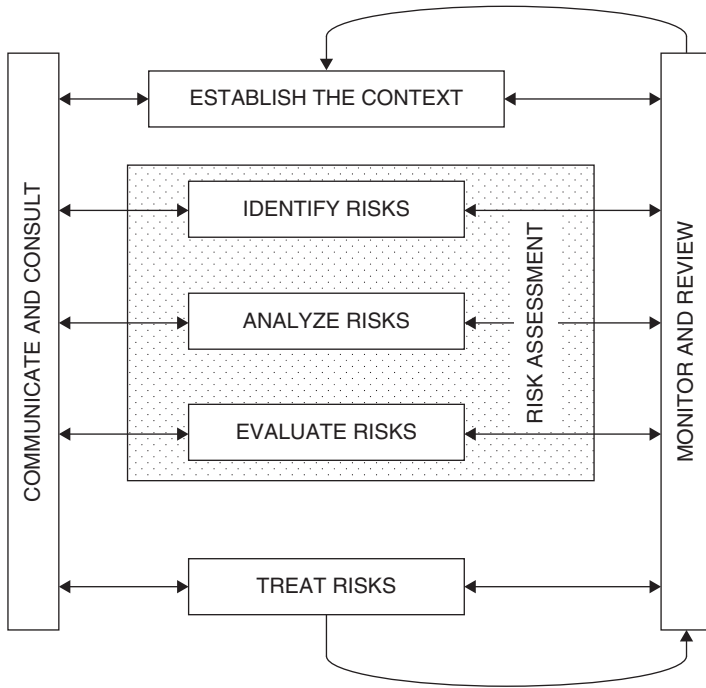 COMMUNICATE AND CONSULT
ESTABLISH THE CONTEXT
IDENTIFY RISKS
ANALYZE RISKS
EVALUATE RISKS
RISK ASSESSMENT
TREAT RISKS
MONITOR AND REVIEW